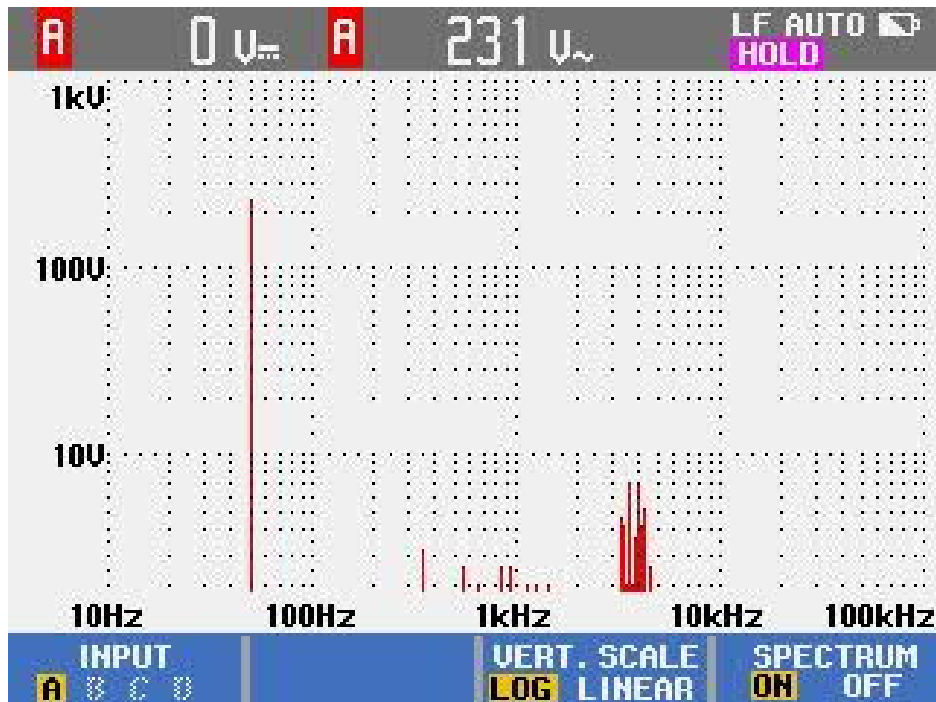 A 0 V⎓ A 231 V~ LF AUTO
HOLD
1kV
100V
10V
10Hz 100Hz 1kHz 10kHz 100kHz
INPUT VERT. SCALE SPECTRUM
A B C D LOG LINEAR ON OFF